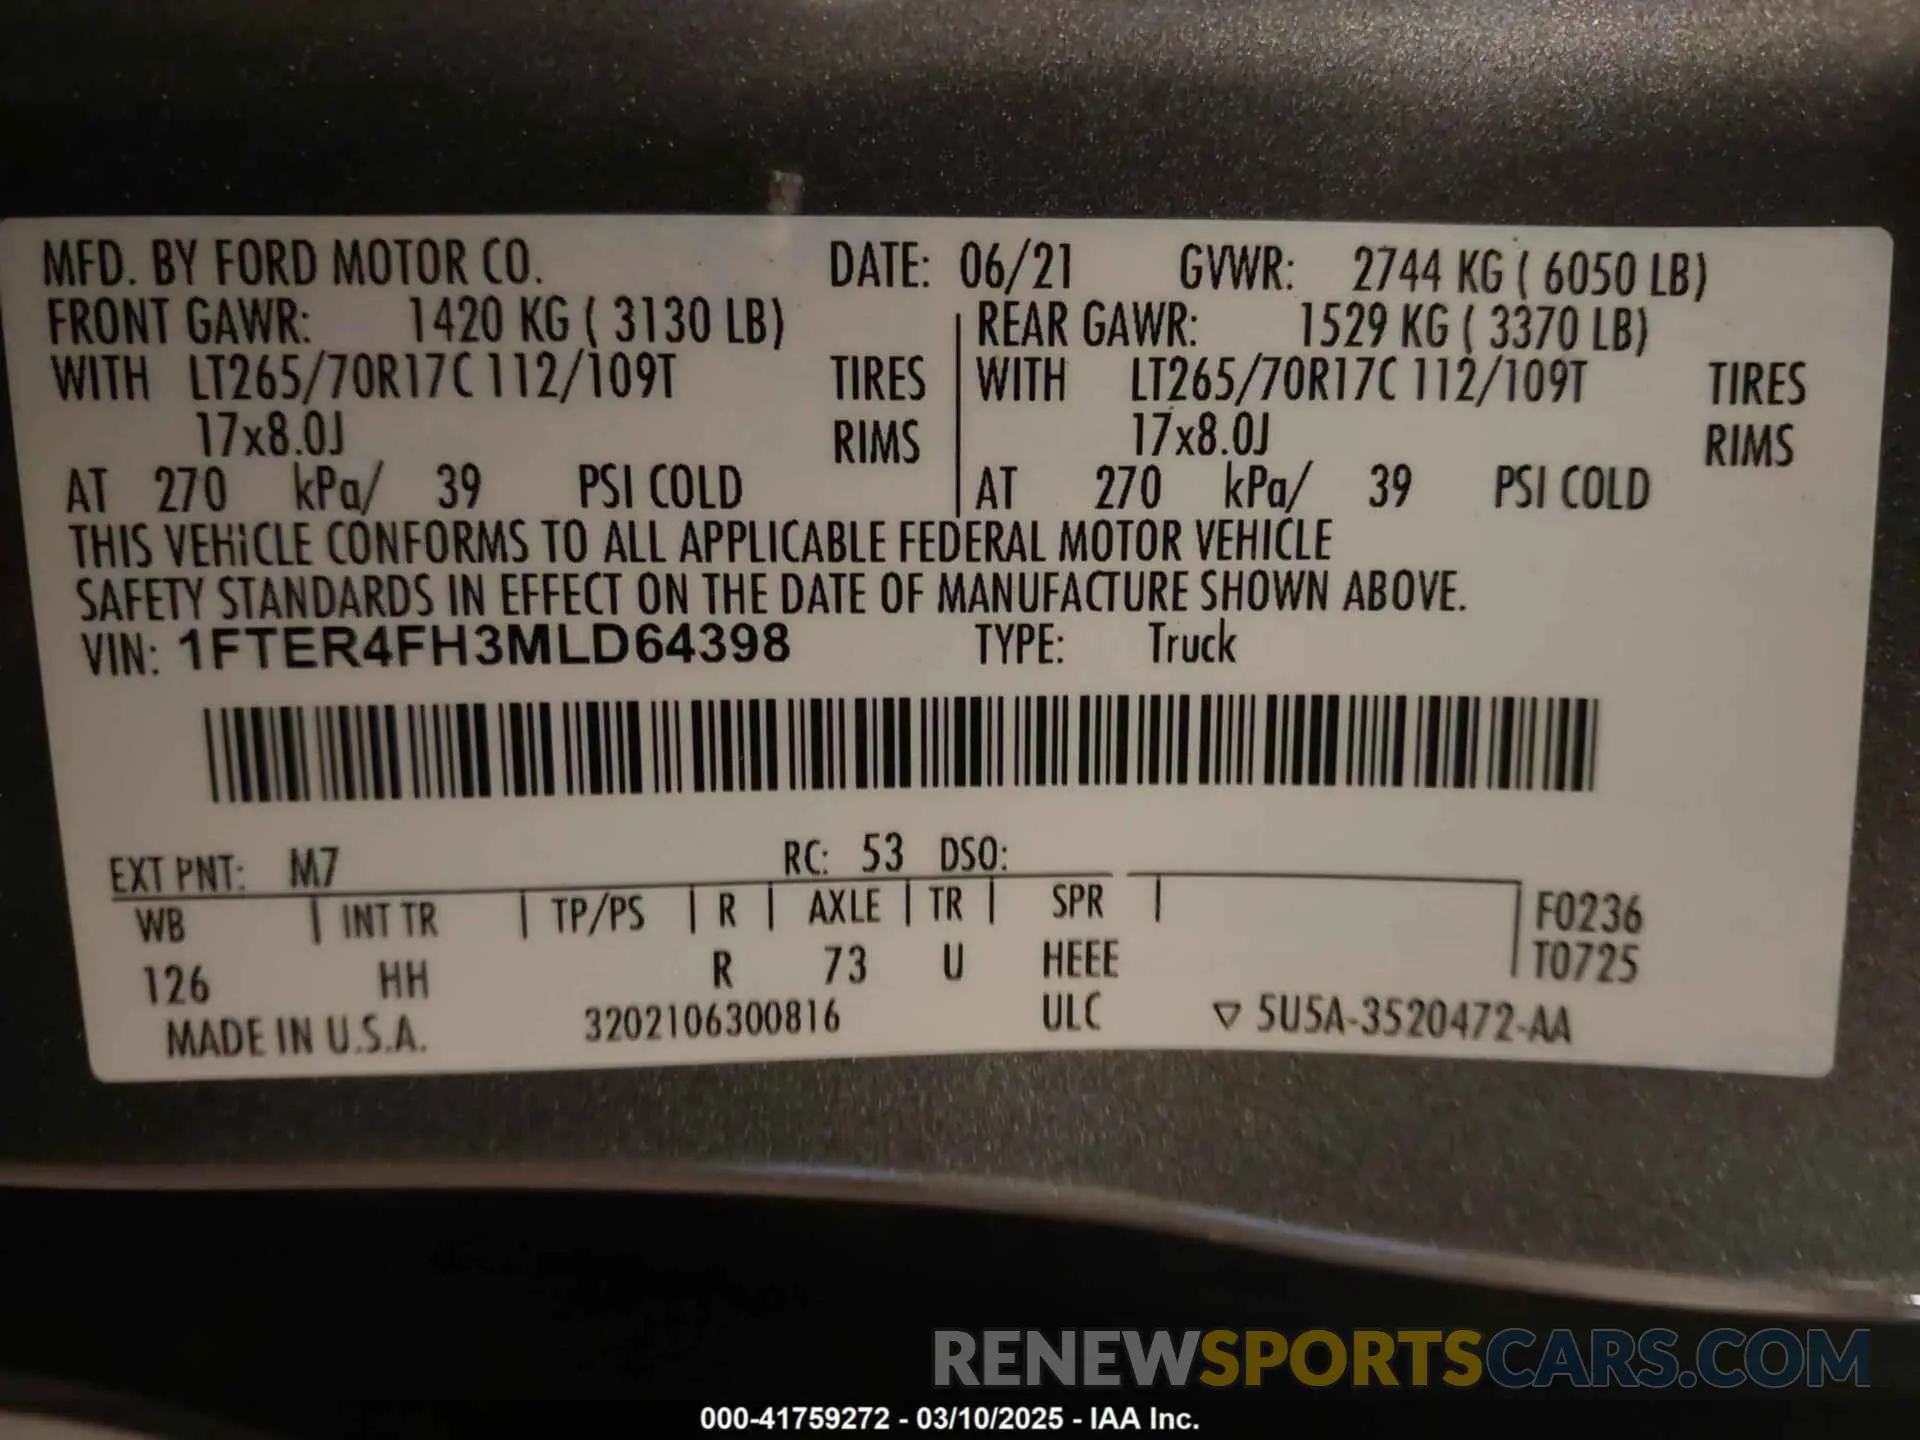 MFD. BY FORD MOTOR CO. DATE: 06/21 GVWR: 2744 KG ( 6050 LB)
FRONT GAWR: 1420 KG ( 3130 LB) REAR GAWR: 1529 KG ( 3370 LB)
WITH LT265/70R17C 112/109T TIRES WITH LT265/70R17C 112/109T TIRES
17x8.0J RIMS 17x8.0J RIMS
AT 270 kPa/ 39 PSI COLD AT 270 kPa/ 39 PSI COLD
THIS VEHiCLE CONFORMS TO ALL APPLICABLE FEDERAL MOTOR VEHICLE
SAFETY STANDARDS IN EFFECT ON THE DATE OF MANUFACTURE SHOWN ABOVE.
VIN: 1FTER4FH3MLD64398 TYPE: Truck
EXT PNT: M7 RC: 53 DSO:
WB INT TR TP/PS R AXLE TR SPR F0236
126 HH R 73 U HEEE T0725
MADE IN U.S.A. 3202106300816 ULC ▽ 5U5A-3520472-AA
RENEWSPORTSCARS.COM
000-41759272 - 03/10/2025 - IAA Inc.